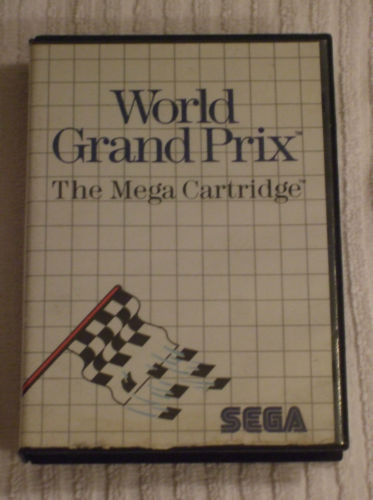 World
Grand Prix™
The Mega Cartridge™
SEGA